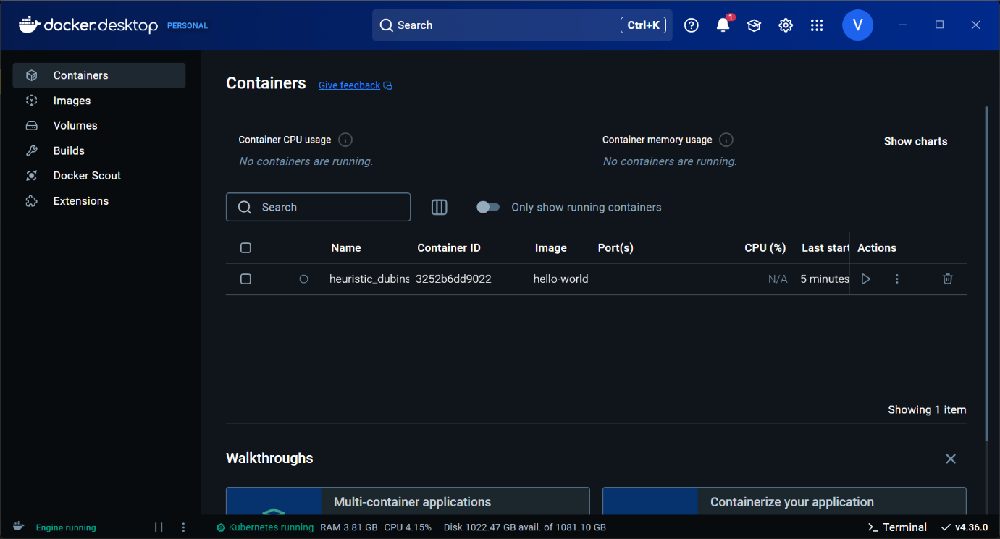 docker.desktop PERSONAL Search Ctrl+K 1 V
Containers
Images
Volumes
Builds
Docker Scout
Extensions
Containers Give feedback
Container CPU usage Container memory usage Show charts
No containers are running. No containers are running.
Search Only show running containers
Name Container ID Image Port(s) CPU (%) Last start Actions
heuristic_dubins 3252b6dd9022 hello-world N/A 5 minutes
Showing 1 item
Walkthroughs
Multi-container applications Containerize your application
Engine running Kubernetes running RAM 3.81 GB CPU 4.15% Disk 1022.47 GB avail. of 1081.10 GB Terminal v4.36.0